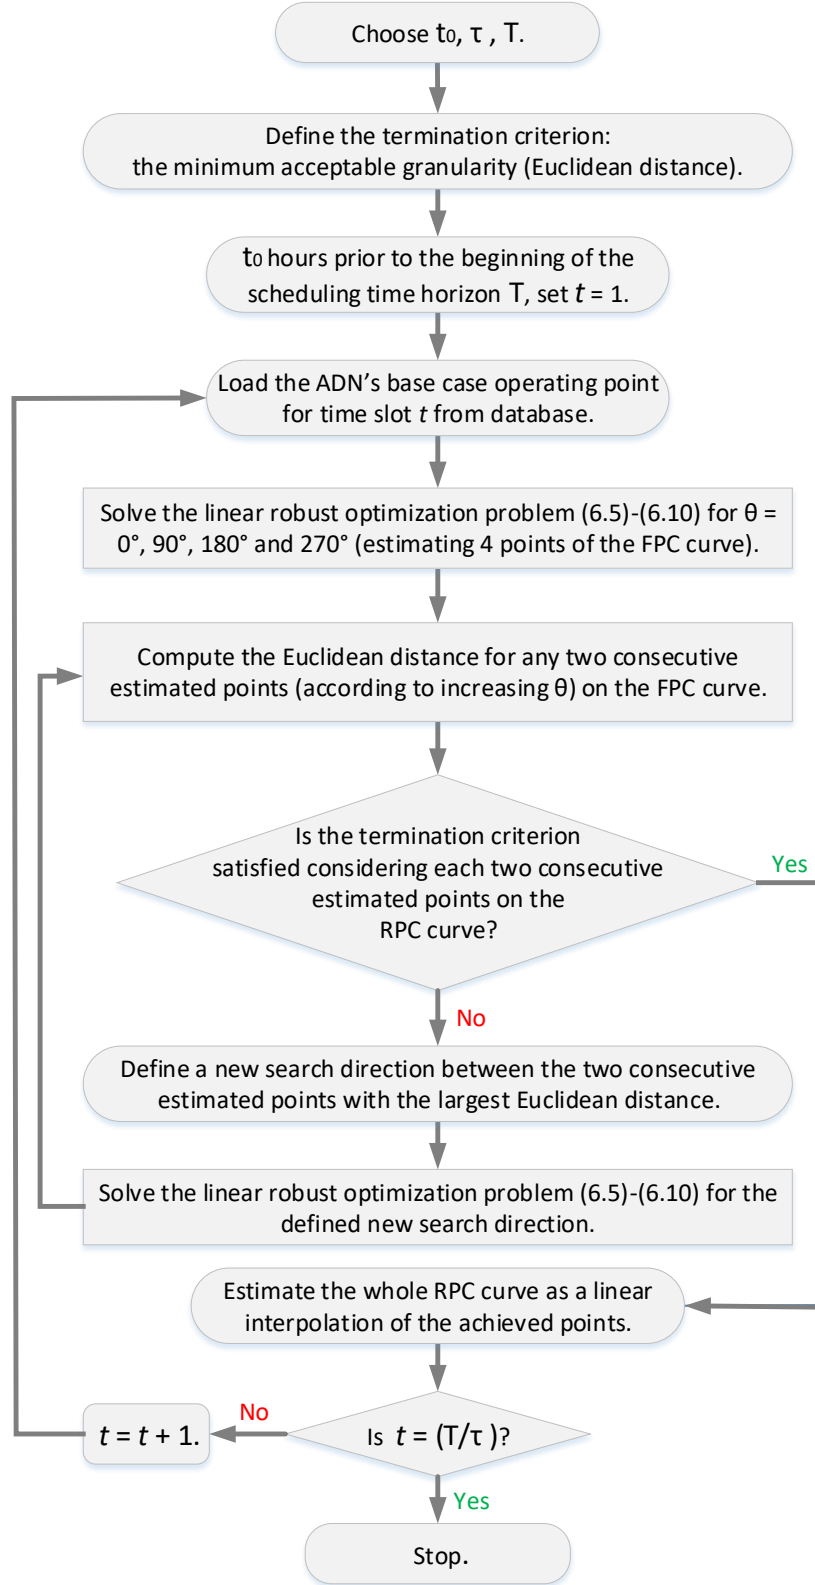 Choose t₀, τ , T.
Define the termination criterion:
the minimum acceptable granularity (Euclidean distance).
t₀ hours prior to the beginning of the
scheduling time horizon T, set t = 1.
Load the ADN’s base case operating point
for time slot t from database.
Solve the linear robust optimization problem (6.5)-(6.10) for θ =
0°, 90°, 180° and 270° (estimating 4 points of the FPC curve).
Compute the Euclidean distance for any two consecutive
estimated points (according to increasing θ) on the FPC curve.
Is the termination criterion
satisfied considering each two consecutive
estimated points on the
RPC curve?
Yes
No
Define a new search direction between the two consecutive
estimated points with the largest Euclidean distance.
Solve the linear robust optimization problem (6.5)-(6.10) for the
defined new search direction.
Estimate the whole RPC curve as a linear
interpolation of the achieved points.
Is t = (T/τ )?
No
t = t + 1.
Yes
Stop.